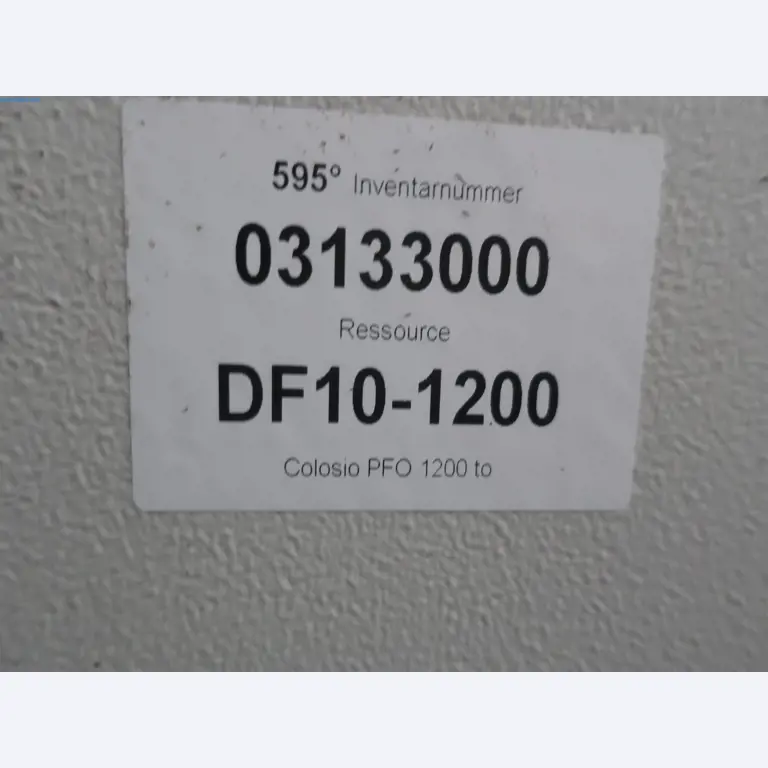 595° Inventarnummer
03133000
Ressource
DF10-1200
Colosio PFO 1200 to